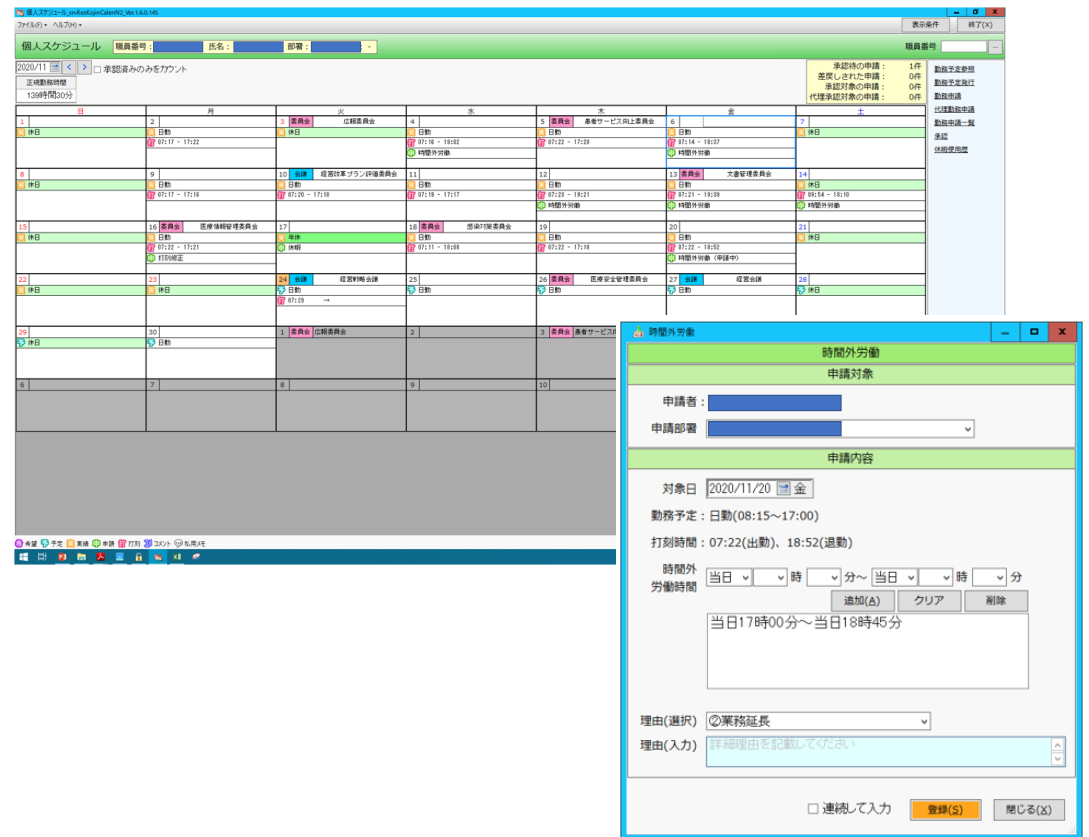 個人スケジュール_srvKesKojinCalenN2_Ver.1.6.0.145
ファイル(F)▾ ヘルプ(H)▾ 表示条件 終了(X)
個人スケジュール 職員番号: 氏名: 部署: - 職員番号 ...
2020/11 < > □ 承認済みのみをカウント
正規勤務時間
139時間30分
承認待の申請: 1件
差戻しされた申請: 0件
承認対象の申請: 0件
代理承認対象の申請: 0件
勤務予定参照
勤務予定発行
勤務申請
代理勤務申請
勤務申請一覧
承認
休暇使用歴
日 月 火 水 木 金 土
1 2 3 委員会 広報委員会 4 5 委員会 患者サービス向上委員会 6 7
休日 日勤 休日 日勤 日勤 日勤 休日
07:17 - 17:22 07:16 - 19:02 07:22 - 17:20 07:14 - 18:37
時間外労働 時間外労働
8 9 10 会議 経営改革プラン評価委員会 11 12 13 委員会 文書管理委員会 14
休日 日勤 日勤 日勤 日勤 日勤 休日
07:17 - 17:16 07:20 - 17:18 07:19 - 17:17 07:23 - 19:21 07:21 - 19:39 09:54 - 18:10
時間外労働 時間外労働 時間外労働
15 16 委員会 医療情報管理委員会 17 18 委員会 感染対策委員会 19 20 21
休日 日勤 年休 日勤 日勤 日勤 休日
07:22 - 17:21 休暇 07:11 - 18:08 07:22 - 17:18 07:22 - 18:52
打刻修正 時間外労働(申請中)
22 23 24 会議 経営戦略会議 25 26 委員会 医療安全管理委員会 27 会議 経営会議 28
休日 休日 日勤 日勤 日勤 日勤 休日
07:29 →
29 30 1 委員会 広報委員会 2 3 委員会 患者サービス
休日 日勤
6 7 8 9 10
希望 予定 実績 申請 打刻 コメント 私用メモ
時間外労働
時間外労働
申請対象
申請者:
申請部署
申請内容
対象日 2020/11/20 金
勤務予定:日勤(08:15～17:00)
打刻時間:07:22(出勤)、18:52(退勤)
時間外労働時間 当日 時 分～ 当日 時 分
追加(A) クリア 削除
当日17時00分～当日18時45分
理由(選択) ②業務延長
理由(入力) 詳細理由を記載してください
□ 連続して入力 登録(S) 閉じる(X)